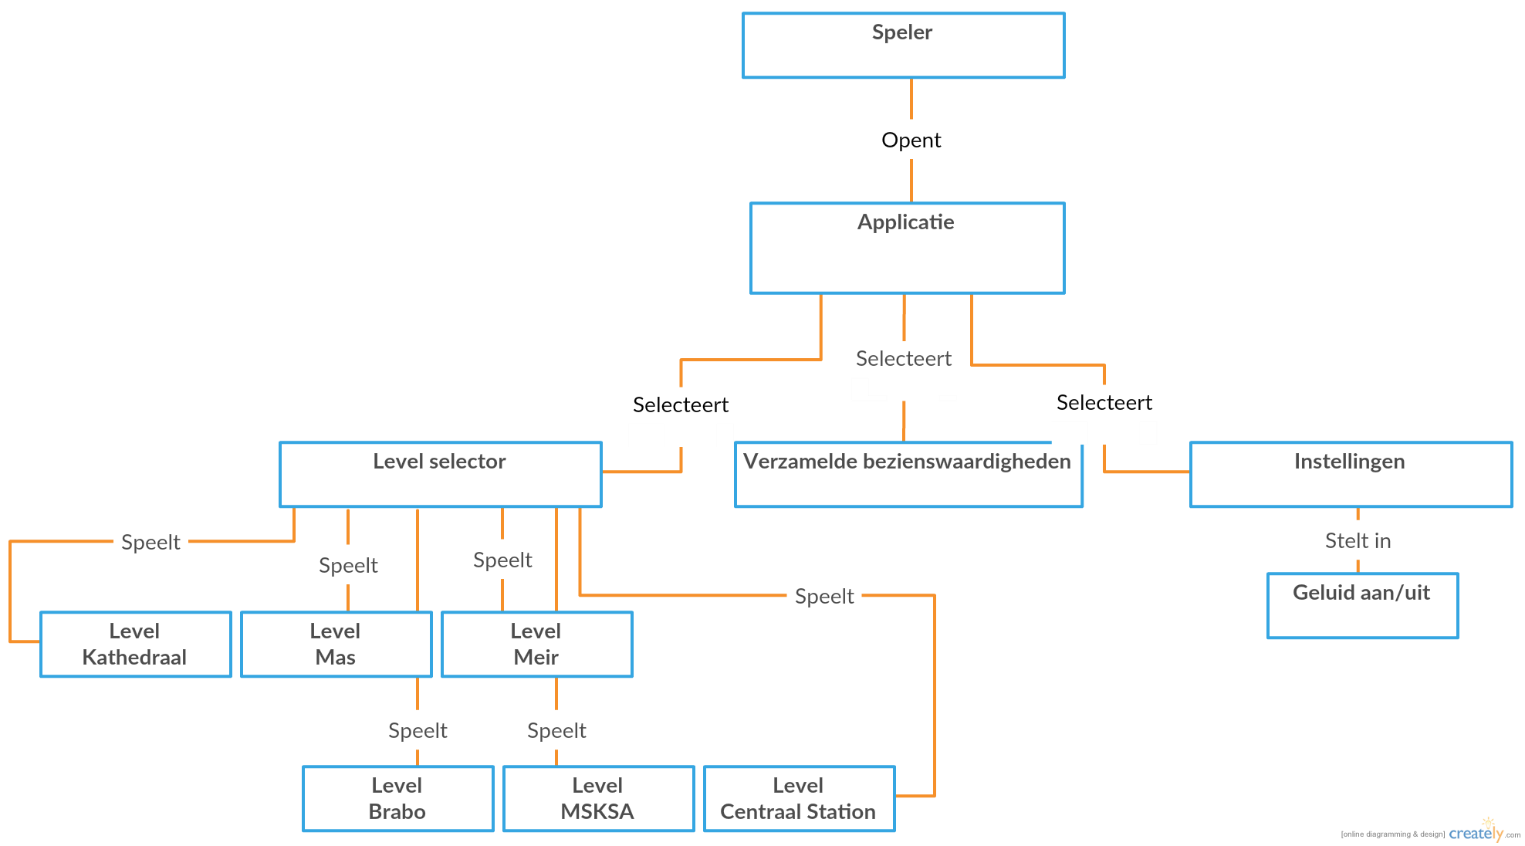 Speler
Opent
Applicatie
Selecteert
Selecteert
Selecteert
Level selector
Verzamelde bezienswaardigheden
Instellingen
Speelt
Speelt
Speelt
Speelt
Stelt in
Geluid aan/uit
Level
Kathedraal
Level
Mas
Level
Meir
Speelt
Speelt
Level
Brabo
Level
MSKSA
Level
Centraal Station
[online diagramming & design] creately.com